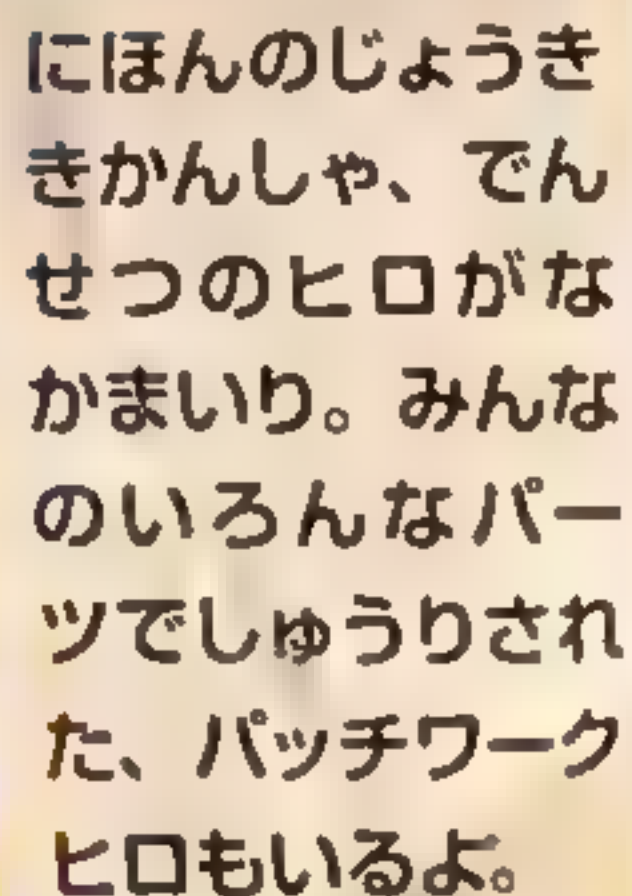 にほんのじょうき
きかんしゃ、でん
せつのヒロがな
かまいり。みんな
のいろんなパー
ツでしゅうりされ
た、パッチワーク
ヒロもいるよ。